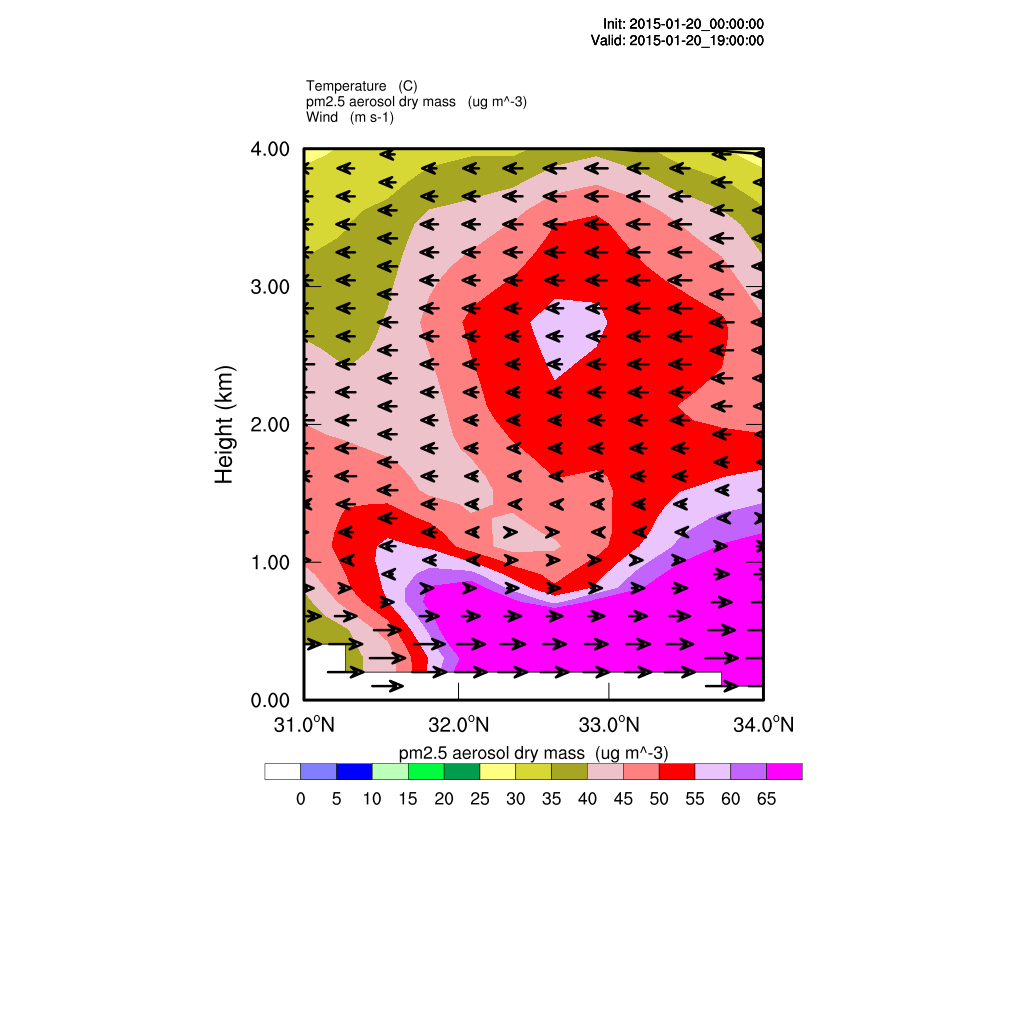 Init: 2015-01-20_00:00:00
Valid: 2015-01-20_19:00:00
Temperature (C)
pm2.5 aerosol dry mass (ug m^-3)
Wind (m s-1)
4.00
3.00
2.00
1.00
0.00
Height (km)
31.0°N 32.0°N 33.0°N 34.0°N
pm2.5 aerosol dry mass (ug m^-3)
0 5 10 15 20 25 30 35 40 45 50 55 60 65